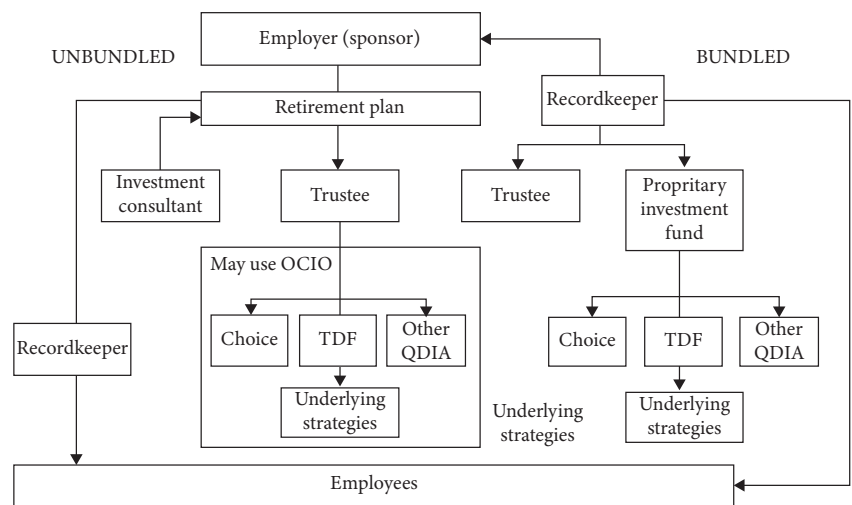 Employer (sponsor)
UNBUNDLED
BUNDLED
Retirement plan
Recordkeeper
Investment
consultant
Trustee
Trustee
Propritary
investment
fund
May use OCIO
Choice
TDF
Other
QDIA
Choice
TDF
Other
QDIA
Recordkeeper
Underlying
strategies
Underlying
strategies
Underlying
strategies
Employees